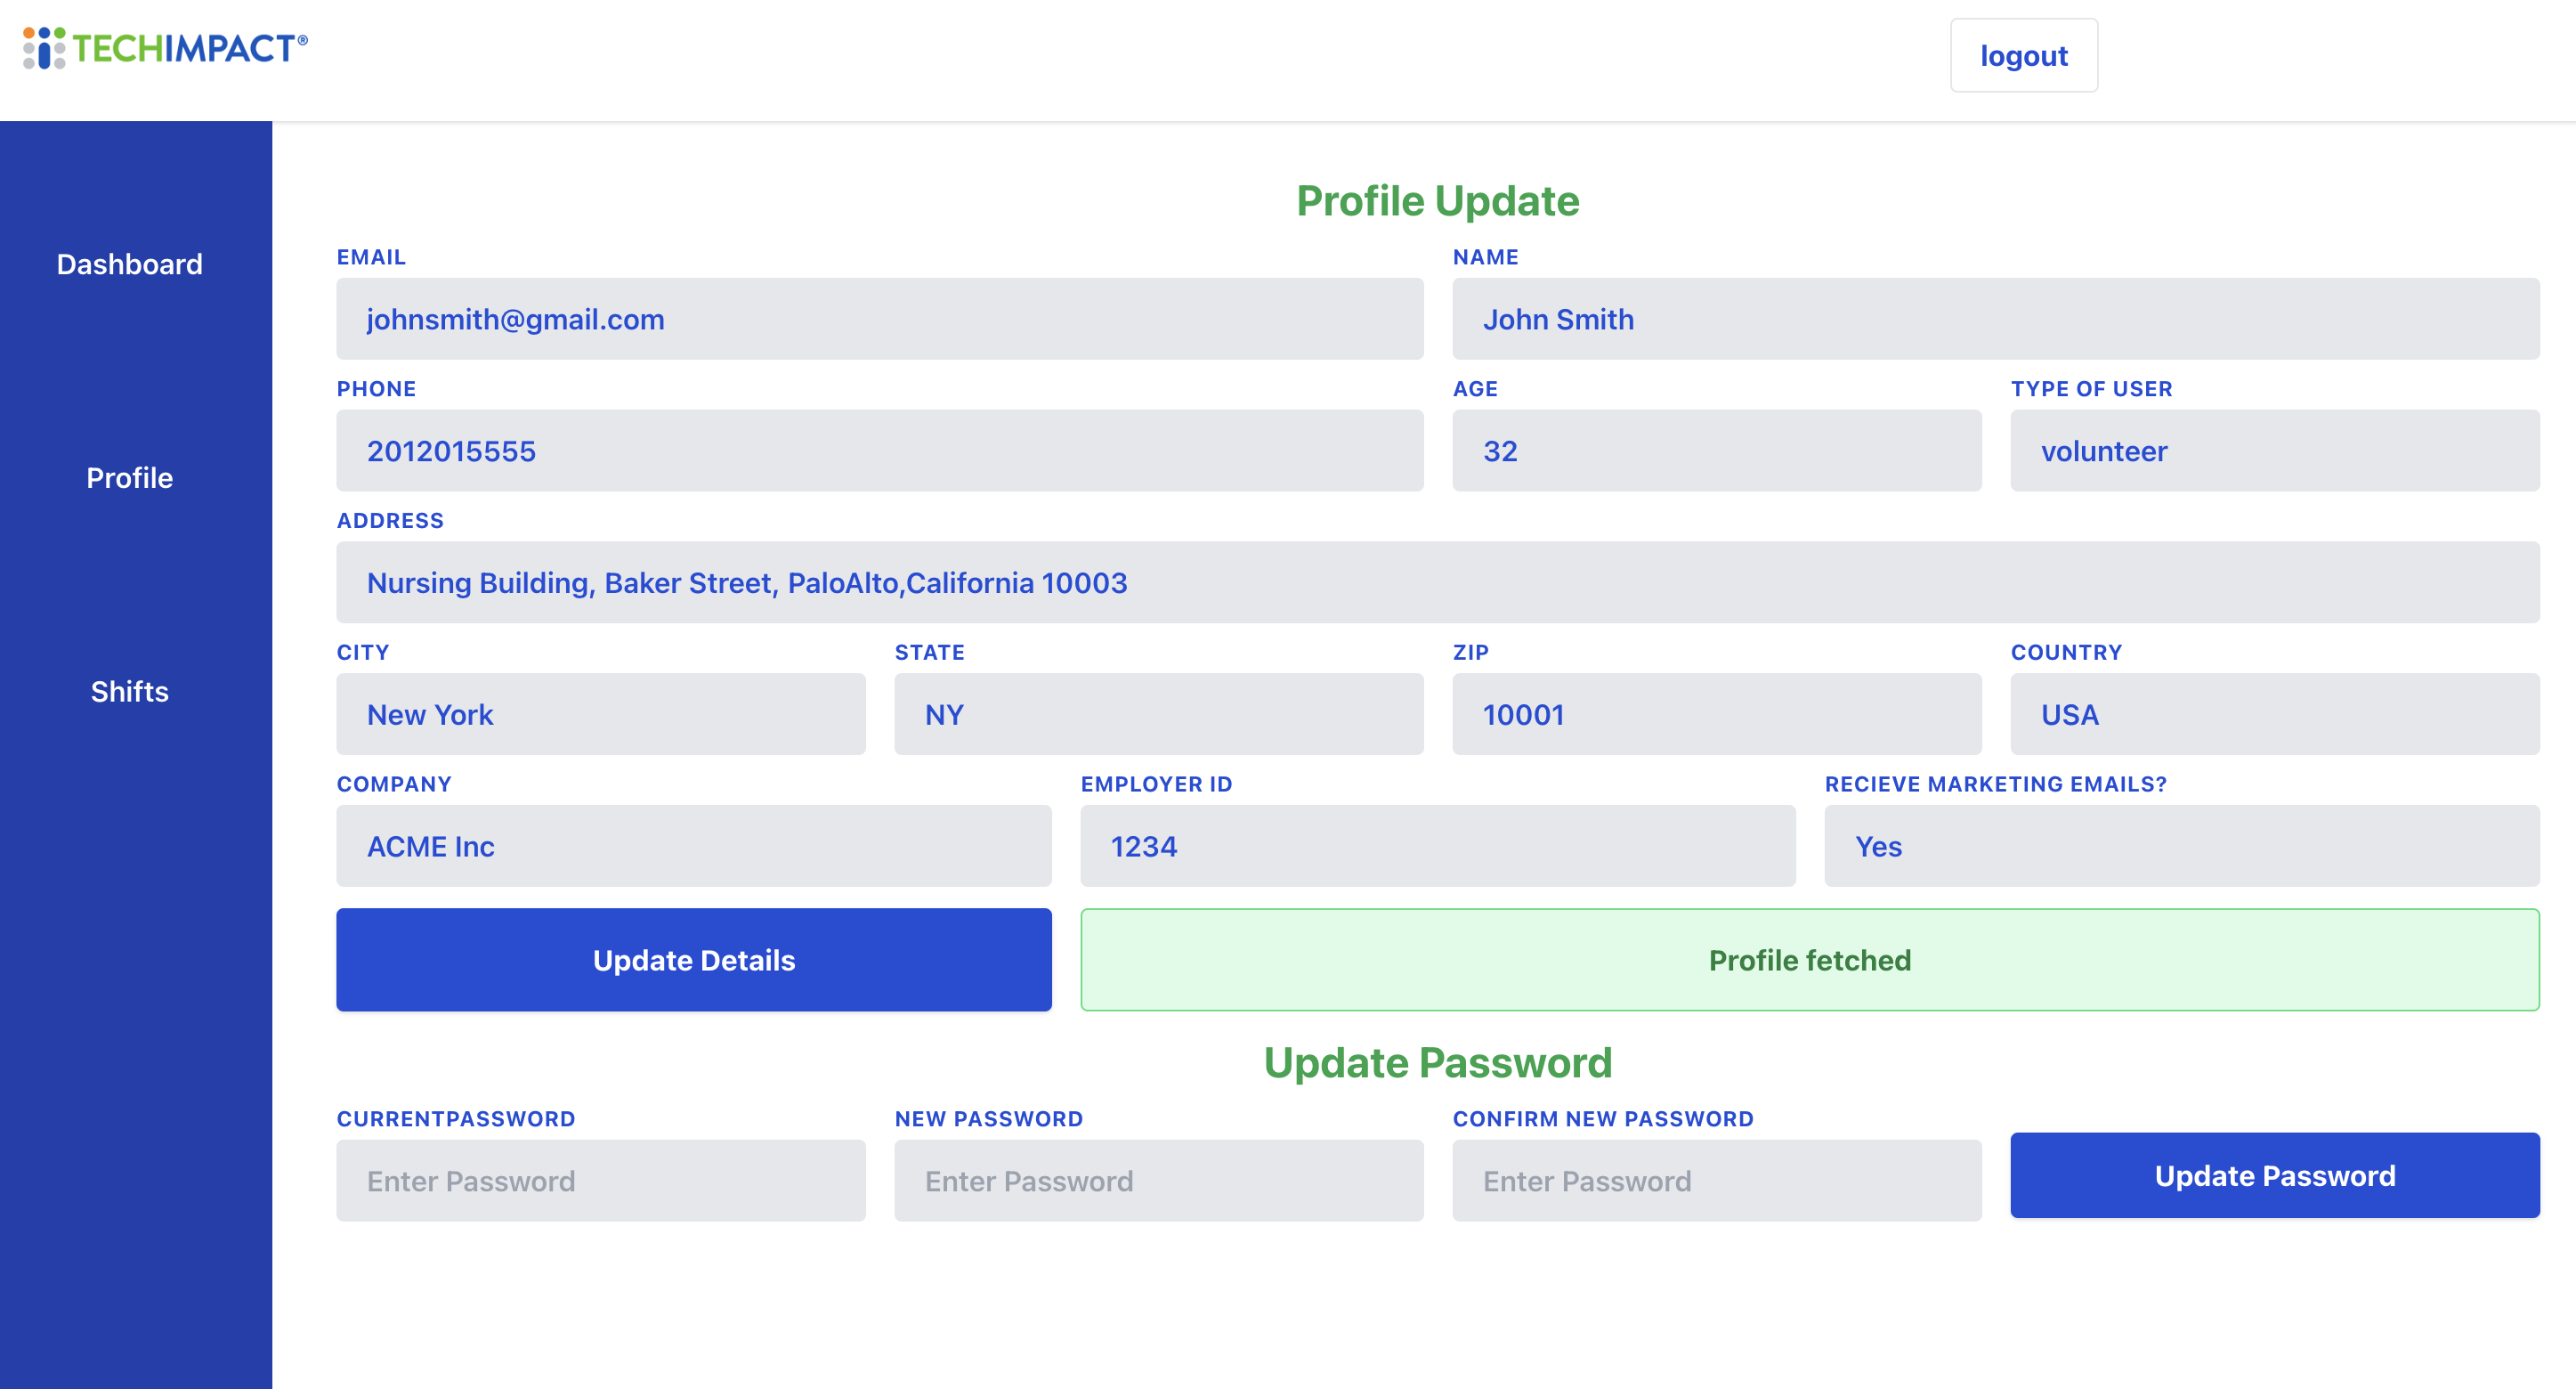 TECHIMPACT®
logout
Dashboard
Profile
Shifts
Profile Update
EMAIL
NAME
johnsmith@gmail.com
John Smith
PHONE
AGE
TYPE OF USER
2012015555
32
volunteer
ADDRESS
Nursing Building, Baker Street, PaloAlto,California 10003
CITY
STATE
ZIP
COUNTRY
New York
NY
10001
USA
COMPANY
EMPLOYER ID
RECIEVE MARKETING EMAILS?
ACME Inc
1234
Yes
Update Details
Profile fetched
Update Password
CURRENTPASSWORD
NEW PASSWORD
CONFIRM NEW PASSWORD
Enter Password
Enter Password
Enter Password
Update Password